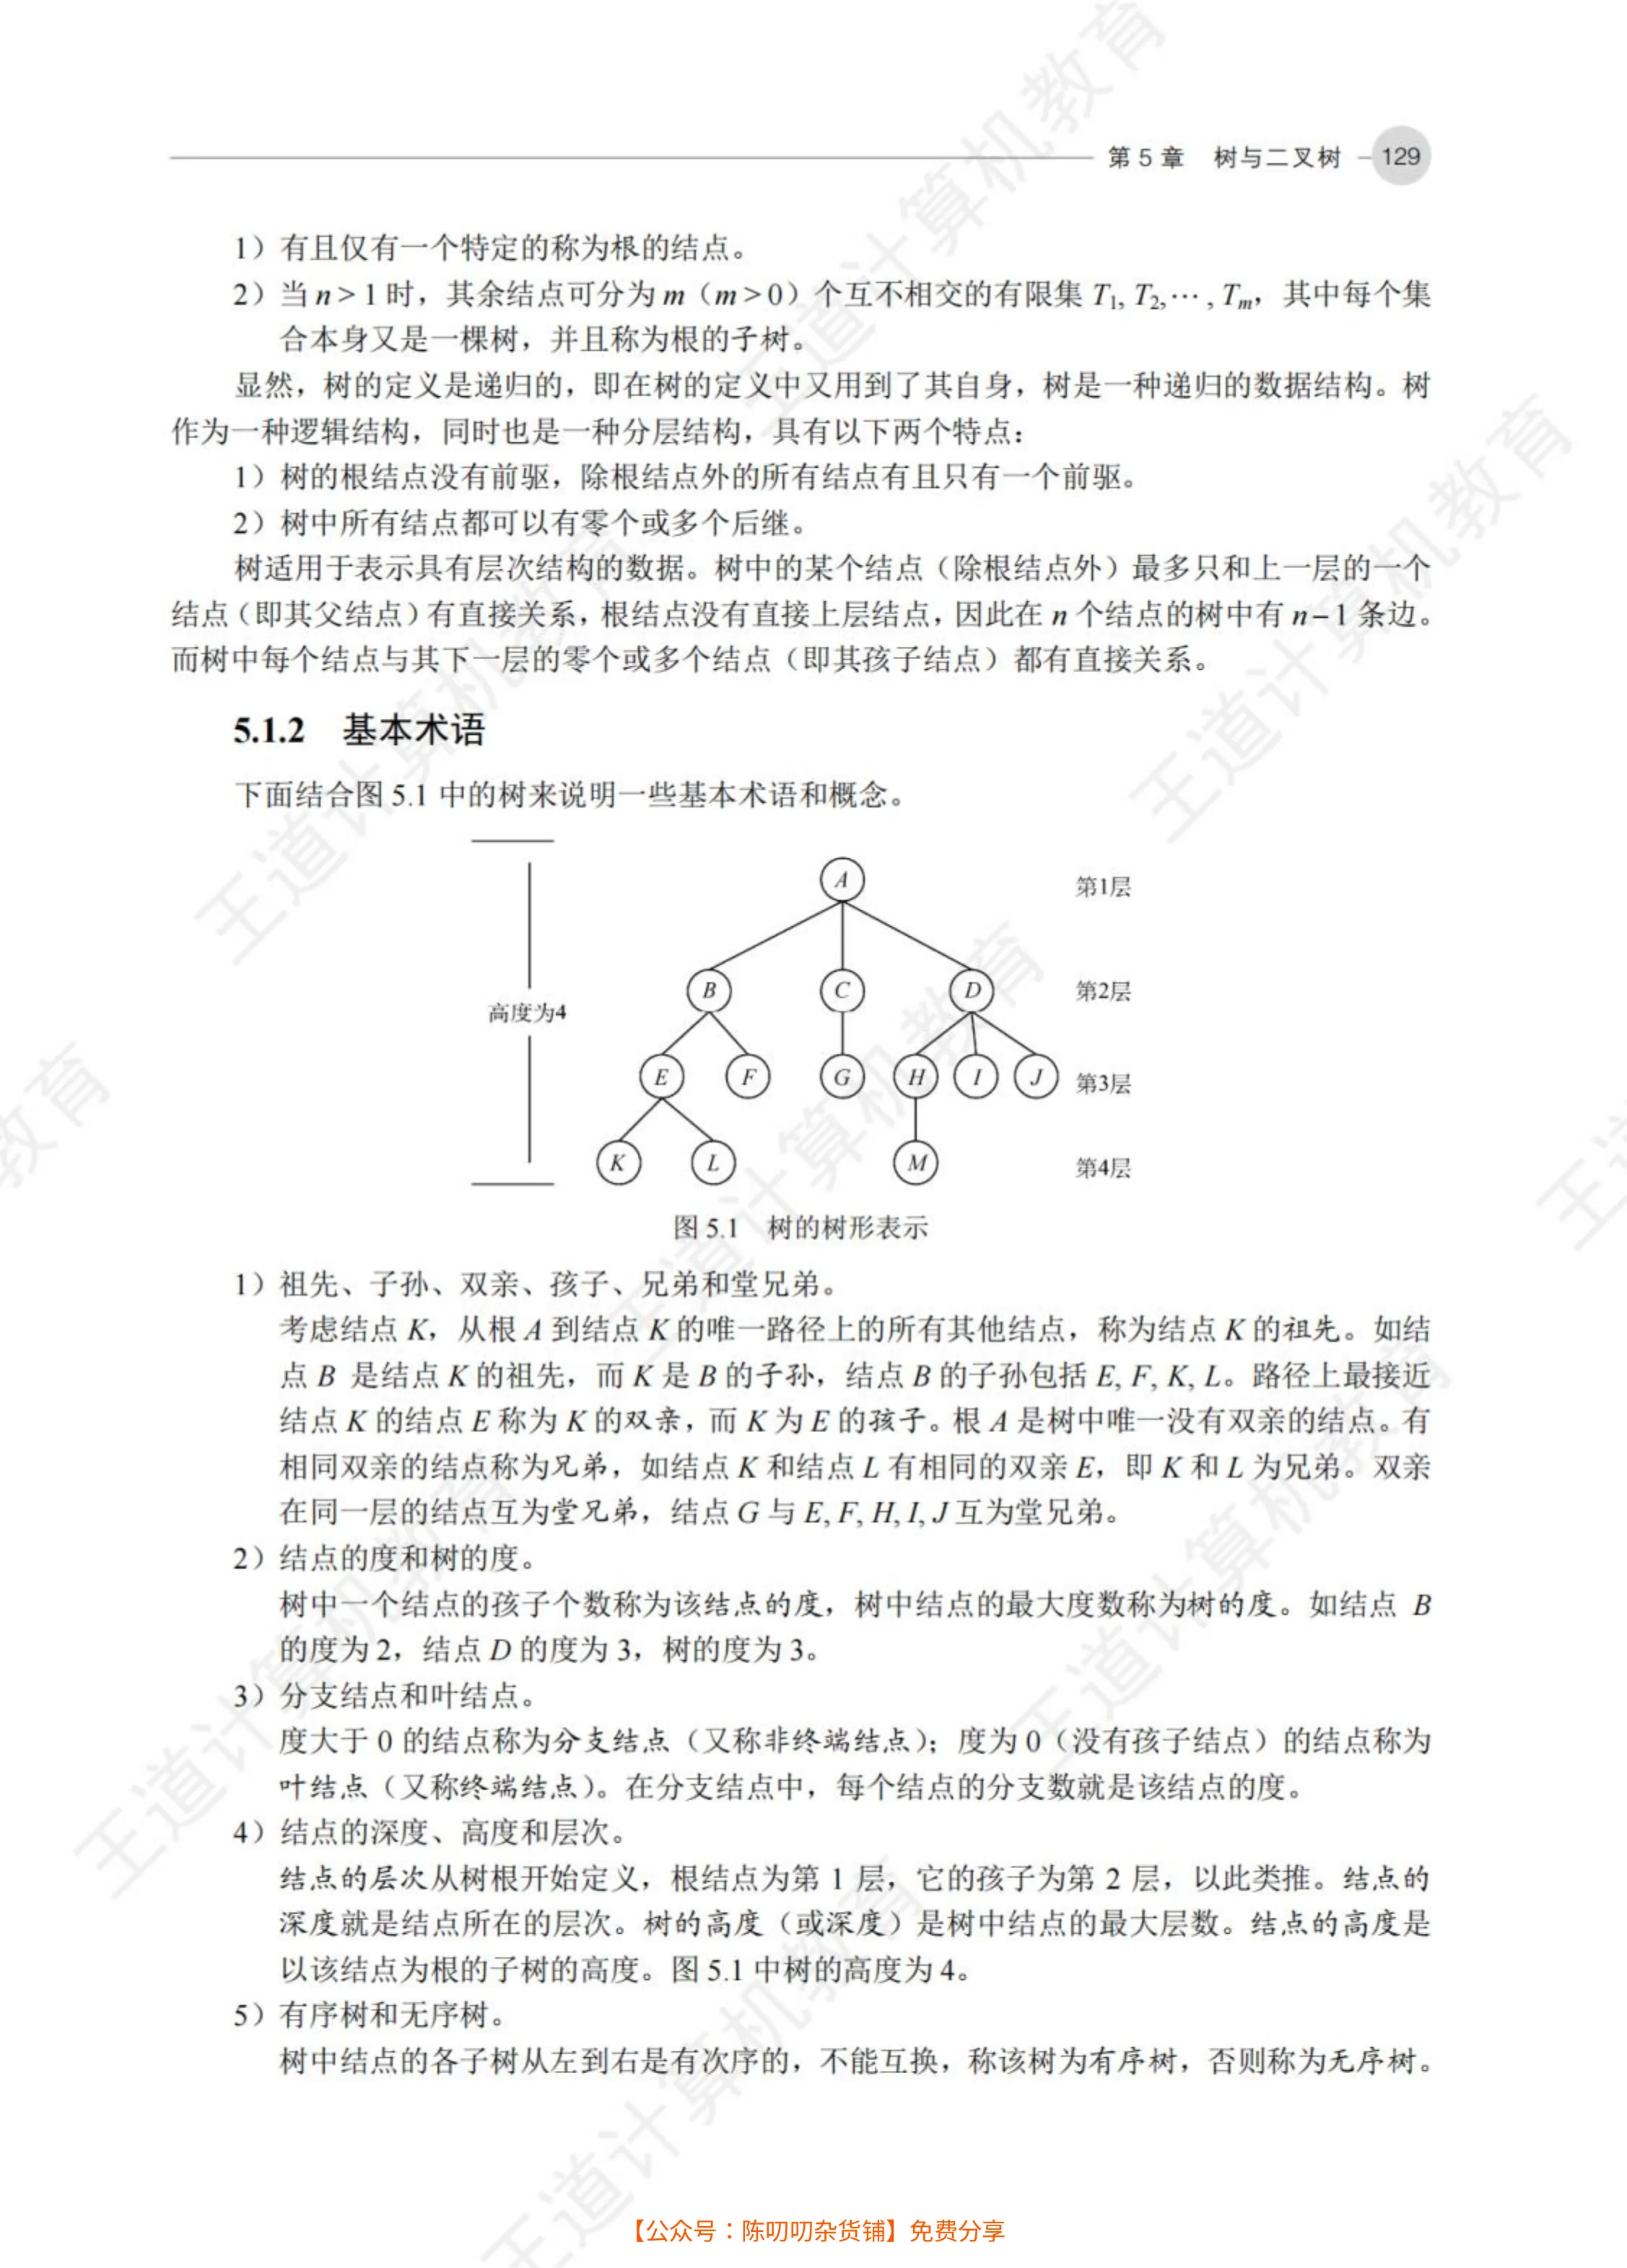 第 5 章 树与二叉树 129
1）有且仅有一个特定的称为根的结点。
2）当 n > 1 时，其余结点可分为 m（m > 0）个互不相交的有限集 T1, T2,⋯ , Tm，其中每个集
合本身又是一棵树，并且称为根的子树。
显然，树的定义是递归的，即在树的定义中又用到了其自身，树是一种递归的数据结构。树
作为一种逻辑结构，同时也是一种分层结构，具有以下两个特点：
1）树的根结点没有前驱，除根结点外的所有结点有且只有一个前驱。
2）树中所有结点都可以有零个或多个后继。
树适用于表示具有层次结构的数据。树中的某个结点（除根结点外）最多只和上一层的一个
结点（即其父结点）有直接关系，根结点没有直接上层结点，因此在 n 个结点的树中有 n−1 条边。
而树中每个结点与其下一层的零个或多个结点（即其孩子结点）都有直接关系。
5.1.2 基本术语
下面结合图 5.1 中的树来说明一些基本术语和概念。
A 第1层
B C D 第2层
高度为4
E F G H I J 第3层
K L M 第4层
图 5.1 树的树形表示
1）祖先、子孙、双亲、孩子、兄弟和堂兄弟。
考虑结点 K，从根 A 到结点 K 的唯一路径上的所有其他结点，称为结点 K 的祖先。如结
点 B 是结点 K 的祖先，而 K 是 B 的子孙，结点 B 的子孙包括 E, F, K, L。路径上最接近
结点 K 的结点 E 称为 K 的双亲，而 K 为 E 的孩子。根 A 是树中唯一没有双亲的结点。有
相同双亲的结点称为兄弟，如结点 K 和结点 L 有相同的双亲 E，即 K 和 L 为兄弟。双亲
在同一层的结点互为堂兄弟，结点 G 与 E, F, H, I, J 互为堂兄弟。
2）结点的度和树的度。
树中一个结点的孩子个数称为该结点的度，树中结点的最大度数称为树的度。如结点 B
的度为 2，结点 D 的度为 3，树的度为 3。
3）分支结点和叶结点。
度大于 0 的结点称为分支结点（又称非终端结点）；度为 0（没有孩子结点）的结点称为
叶结点（又称终端结点）。在分支结点中，每个结点的分支数就是该结点的度。
4）结点的深度、高度和层次。
结点的层次从树根开始定义，根结点为第 1 层，它的孩子为第 2 层，以此类推。结点的
深度就是结点所在的层次。树的高度（或深度）是树中结点的最大层数。结点的高度是
以该结点为根的子树的高度。图 5.1 中树的高度为 4。
5）有序树和无序树。
树中结点的各子树从左到右是有次序的，不能互换，称该树为有序树，否则称为无序树。
【公众号：陈叨叨杂货铺】免费分享
王道计算机教育